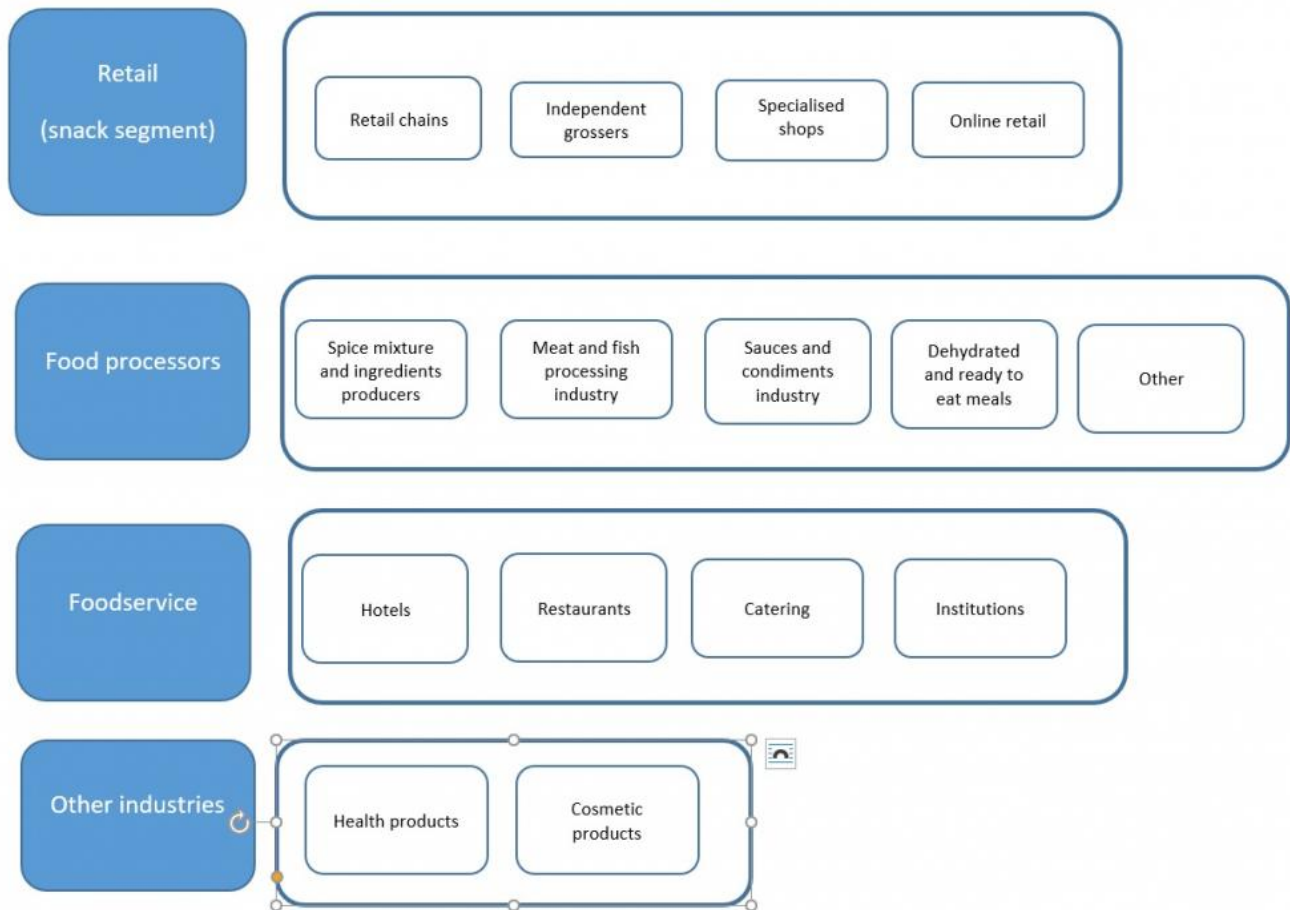 Retail
(snack segment)
Retail chains
Independent
grossers
Specialised
shops
Online retail
Food processors
Spice mixture
and ingredients
producers
Meat and fish
processing
industry
Sauces and
condiments
industry
Dehydrated
and ready to
eat meals
Other
Foodservice
Hotels
Restaurants
Catering
Institutions
Other industries
Health products
Cosmetic
products